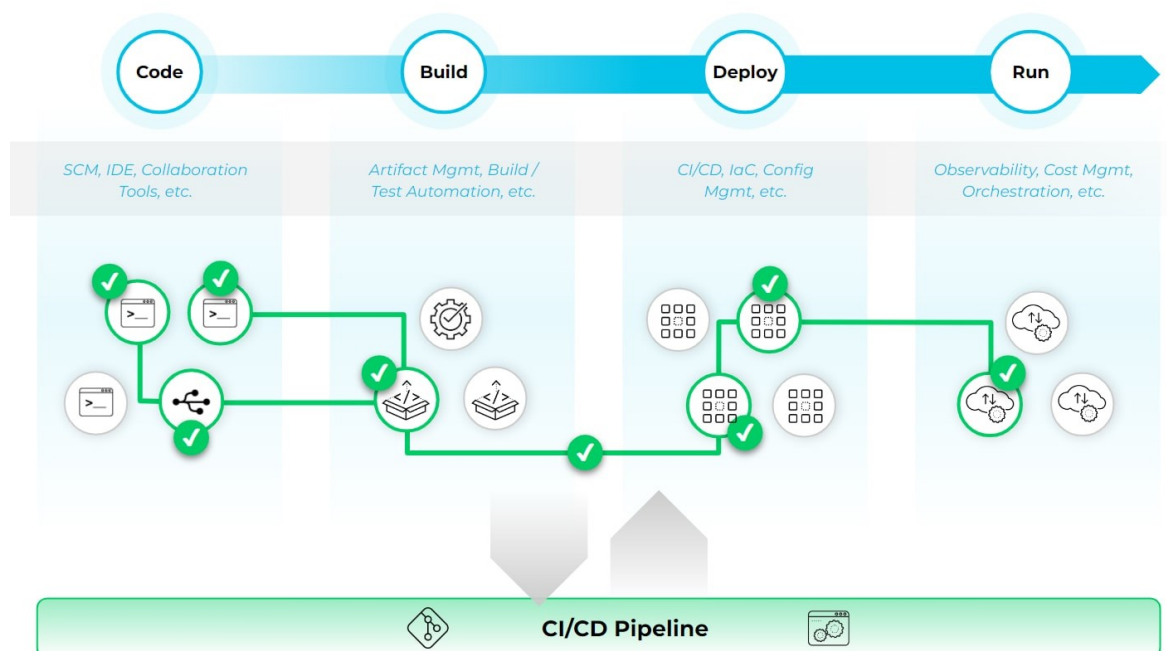 Code
Build
Deploy
Run
SCM, IDE, Collaboration
Tools, etc.
Artifact Mgmt, Build /
Test Automation, etc.
CI/CD, IaC, Config
Mgmt, etc.
Observability, Cost Mgmt,
Orchestration, etc.
CI/CD Pipeline